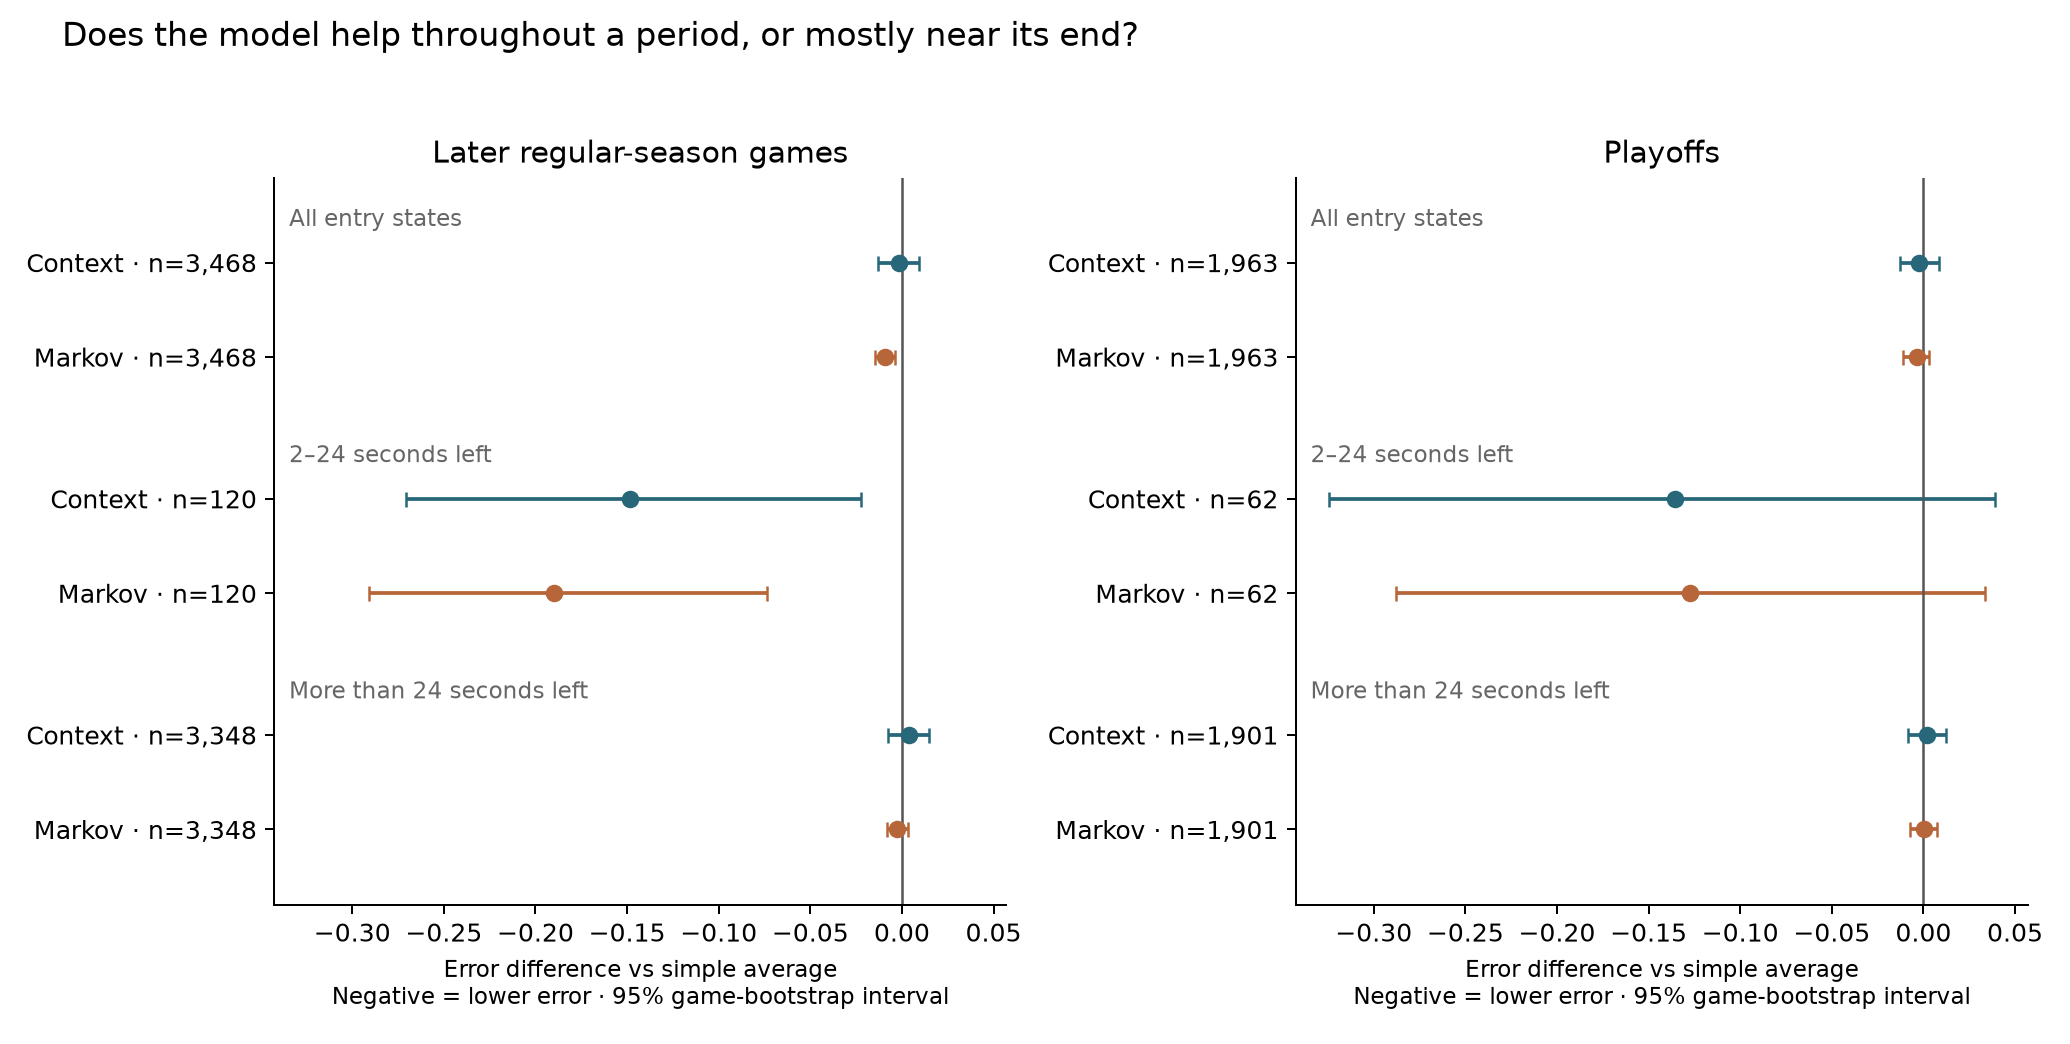 Does the model help throughout a period, or mostly near its end?
Later regular-season games
All entry states
Context · n=3,468
Markov · n=3,468
2–24 seconds left
Context · n=120
Markov · n=120
More than 24 seconds left
Context · n=3,348
Markov · n=3,348
−0.30 −0.25 −0.20 −0.15 −0.10 −0.05 0.00 0.05
Error difference vs simple average
Negative = lower error · 95% game-bootstrap interval
Playoffs
All entry states
Context · n=1,963
Markov · n=1,963
2–24 seconds left
Context · n=62
Markov · n=62
More than 24 seconds left
Context · n=1,901
Markov · n=1,901
−0.30 −0.25 −0.20 −0.15 −0.10 −0.05 0.00 0.05
Error difference vs simple average
Negative = lower error · 95% game-bootstrap interval